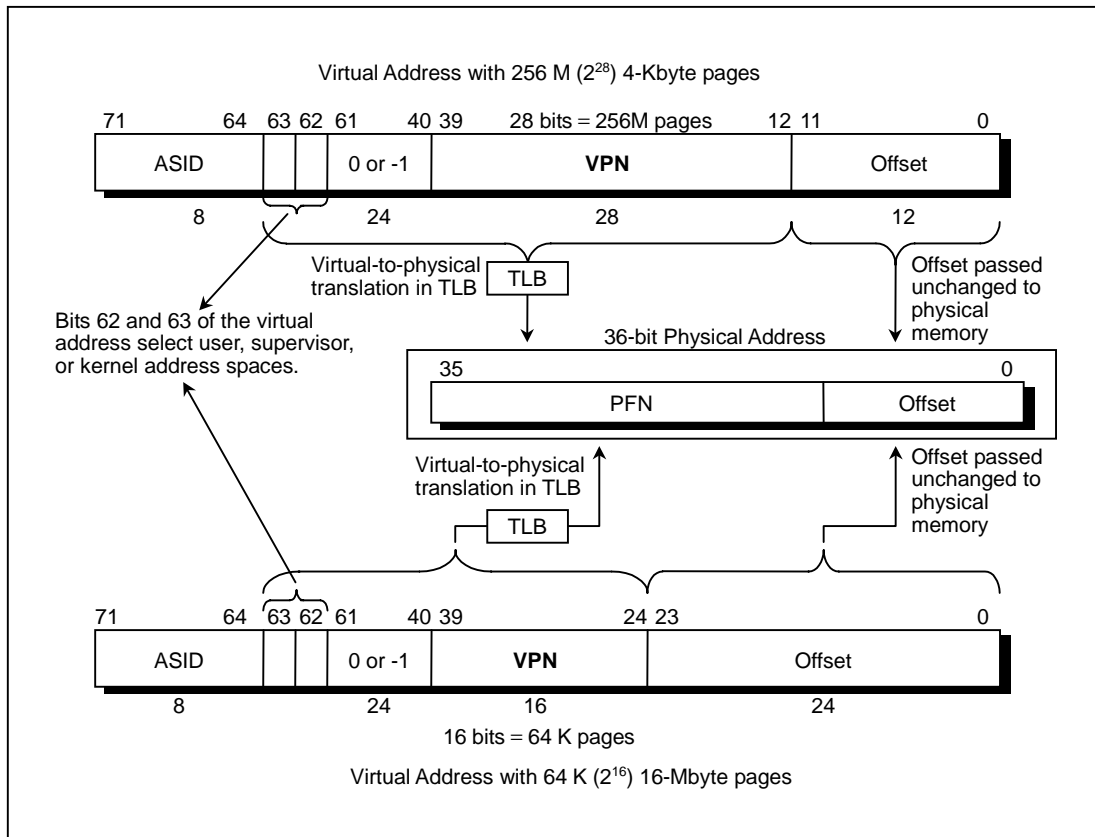 Virtual Address with 256 M (2²⁸) 4-Kbyte pages
71 64 63 62 61 40 39 28 bits = 256M pages 12 11 0
ASID 0 or -1 VPN Offset
8 24 28 12
Virtual-to-physical
translation in TLB
TLB
Offset passed
unchanged to
physical
memory
Bits 62 and 63 of the virtual
address select user, supervisor,
or kernel address spaces.
36-bit Physical Address
35 0
PFN Offset
Virtual-to-physical
translation in TLB
TLB
Offset passed
unchanged to
physical
memory
71 64 63 62 61 40 39 24 23 0
ASID 0 or -1 VPN Offset
8 24 16 24
16 bits = 64 K pages
Virtual Address with 64 K (2¹⁶) 16-Mbyte pages